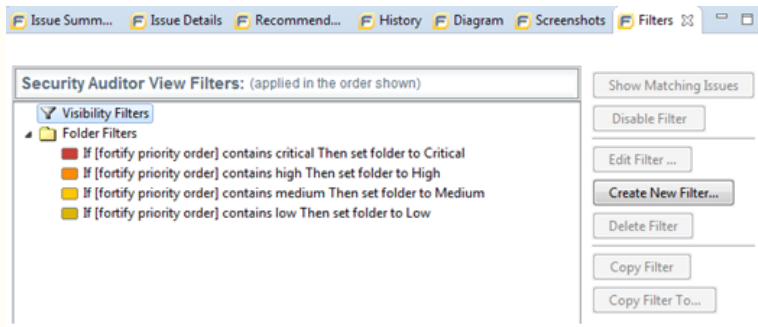 Issue Summ... Issue Details Recommend... History Diagram Screenshots Filters
Security Auditor View Filters: (applied in the order shown)
Visibility Filters
Folder Filters
If [fortify priority order] contains critical Then set folder to Critical
If [fortify priority order] contains high Then set folder to High
If [fortify priority order] contains medium Then set folder to Medium
If [fortify priority order] contains low Then set folder to Low
Show Matching Issues
Disable Filter
Edit Filter ...
Create New Filter...
Delete Filter
Copy Filter
Copy Filter To...